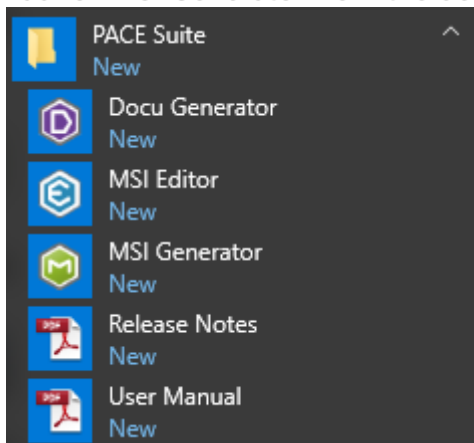 PACE Suite
New
Docu Generator
New
MSI Editor
New
MSI Generator
New
Release Notes
New
User Manual
New